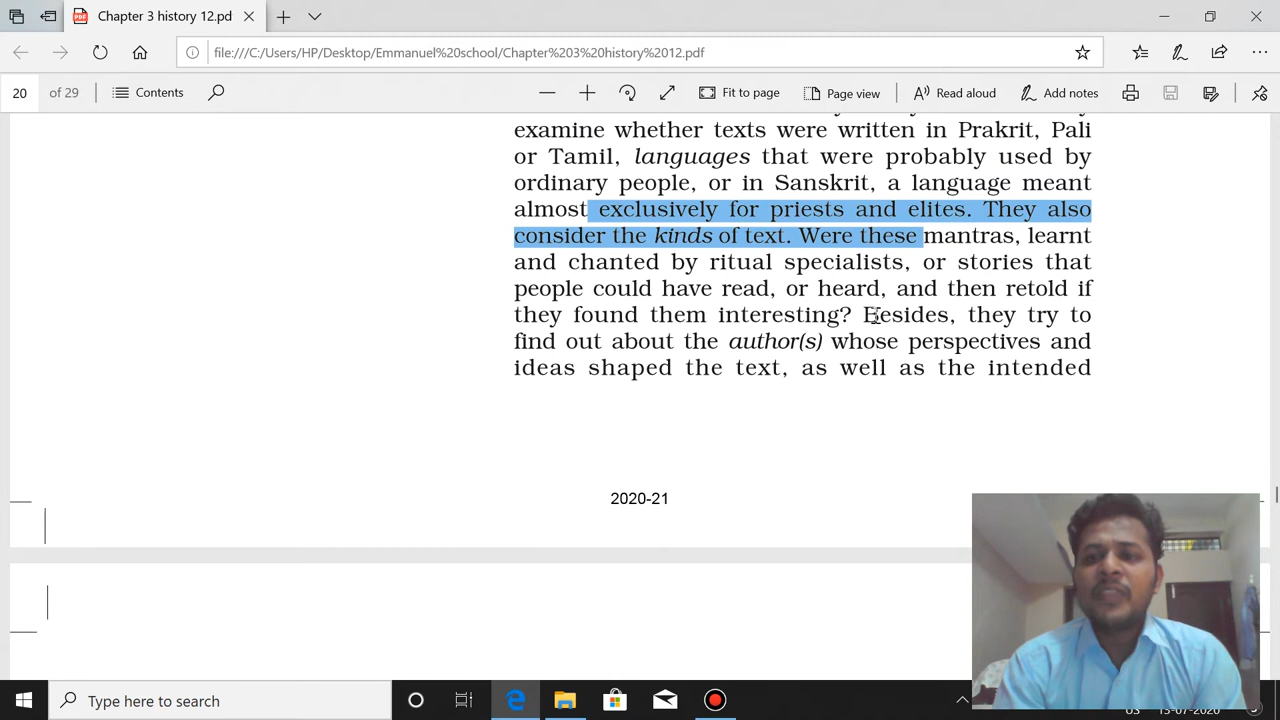 Chapter 3 history 12.pdf
file:///C:/Users/HP/Desktop/Emmanuel%20school/Chapter%203%20history%2012.pdf
20 of 29 Contents Fit to page Page view Read aloud Add notes
examine whether texts were written in Prakrit, Pali
or Tamil, languages that were probably used by
ordinary people, or in Sanskrit, a language meant
almost exclusively for priests and elites. They also
consider the kinds of text. Were these mantras, learnt
and chanted by ritual specialists, or stories that
people could have read, or heard, and then retold if
they found them interesting? Besides, they try to
find out about the author(s) whose perspectives and
ideas shaped the text, as well as the intended
2020-21
Type here to search
US 13-07-2020